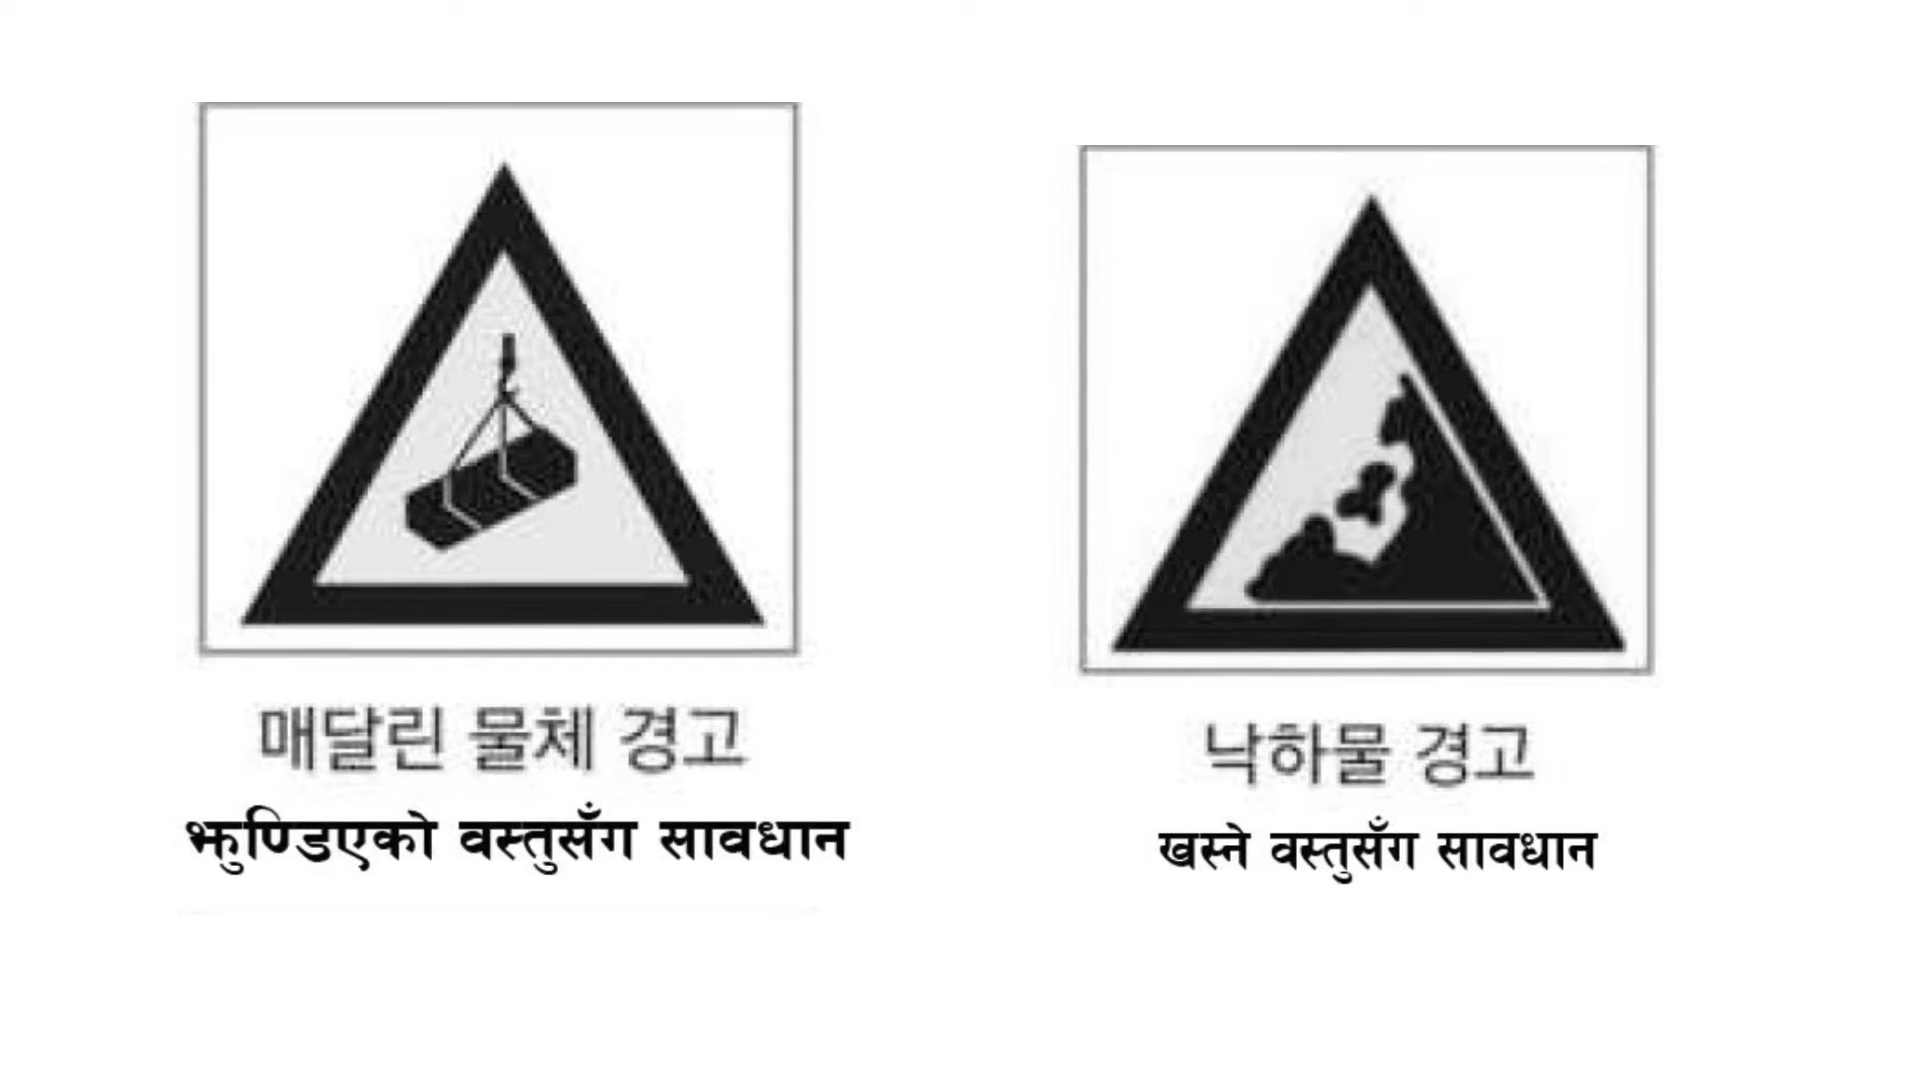 매달린 물체 경고
झुण्डिएको वस्तुसँग सावधान
낙하물 경고
खस्ने वस्तुसँग सावधान